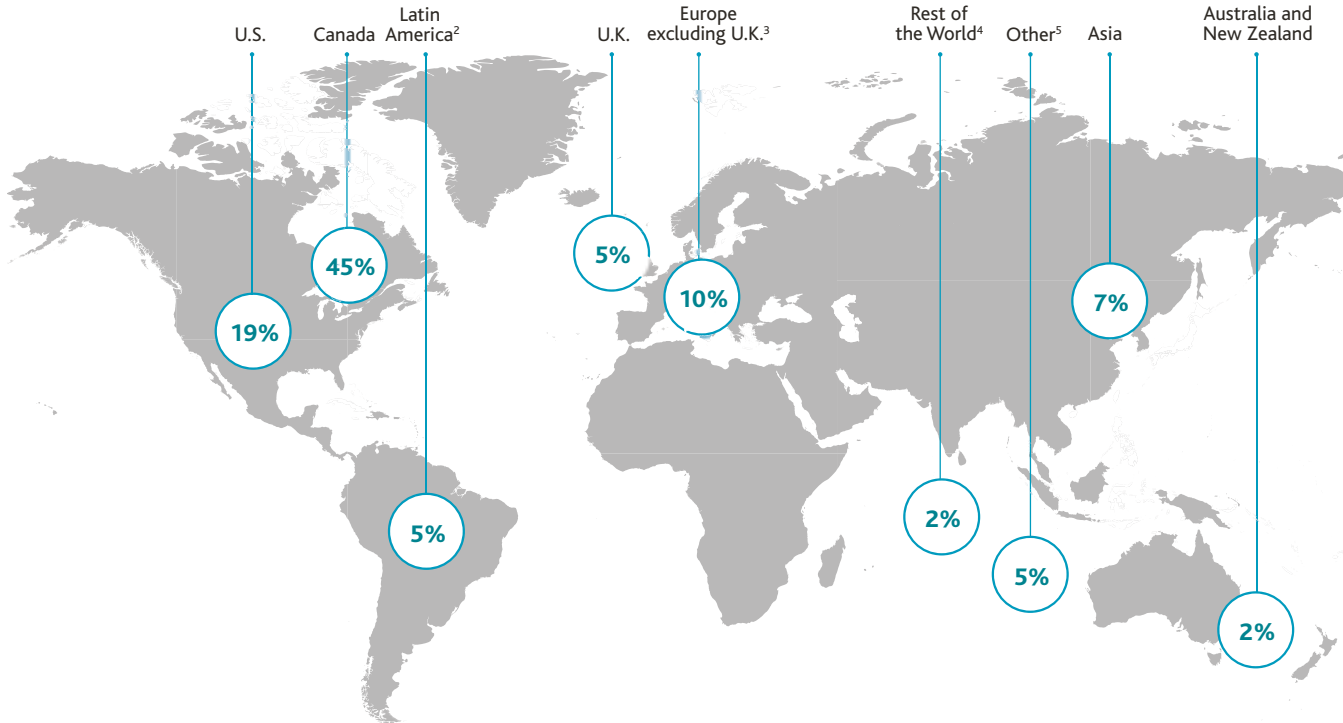 U.S.
Canada
Latin
America²
U.K.
Europe
excluding U.K.³
Rest of
the World⁴
Other⁵
Asia
Australia and
New Zealand
19%
45%
5%
5%
10%
2%
5%
7%
2%